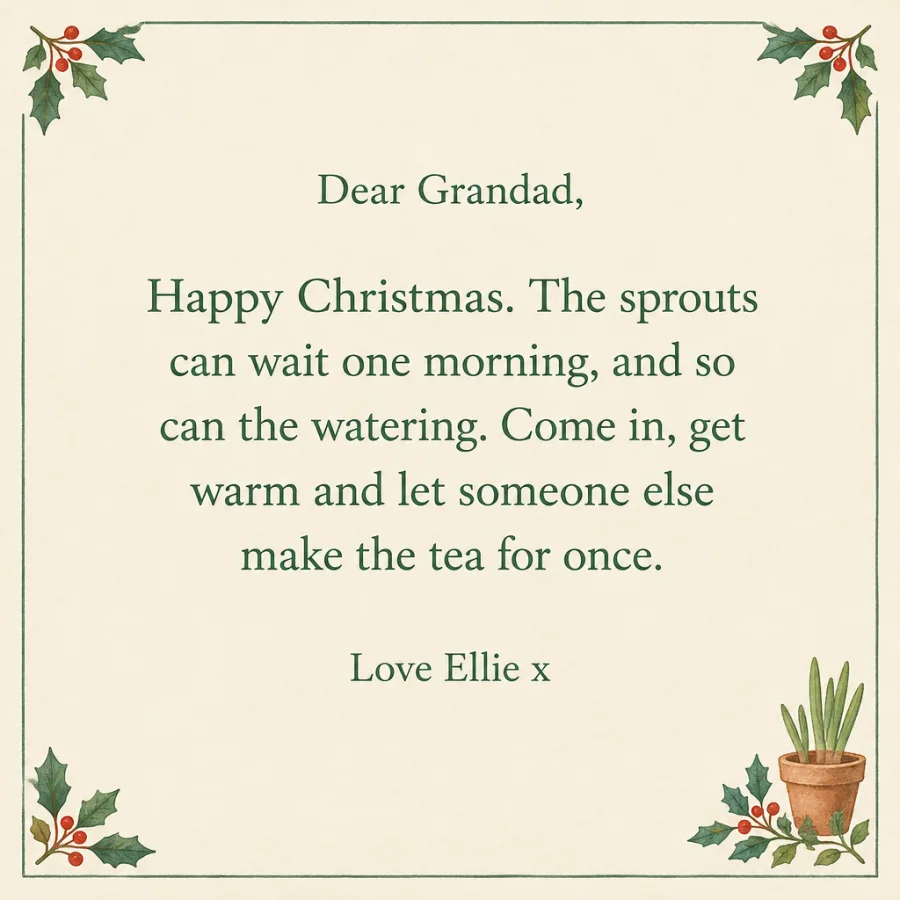 Dear Grandad,
Happy Christmas. The sprouts
can wait one morning, and so
can the watering. Come in, get
warm and let someone else
make the tea for once.
Love Ellie x